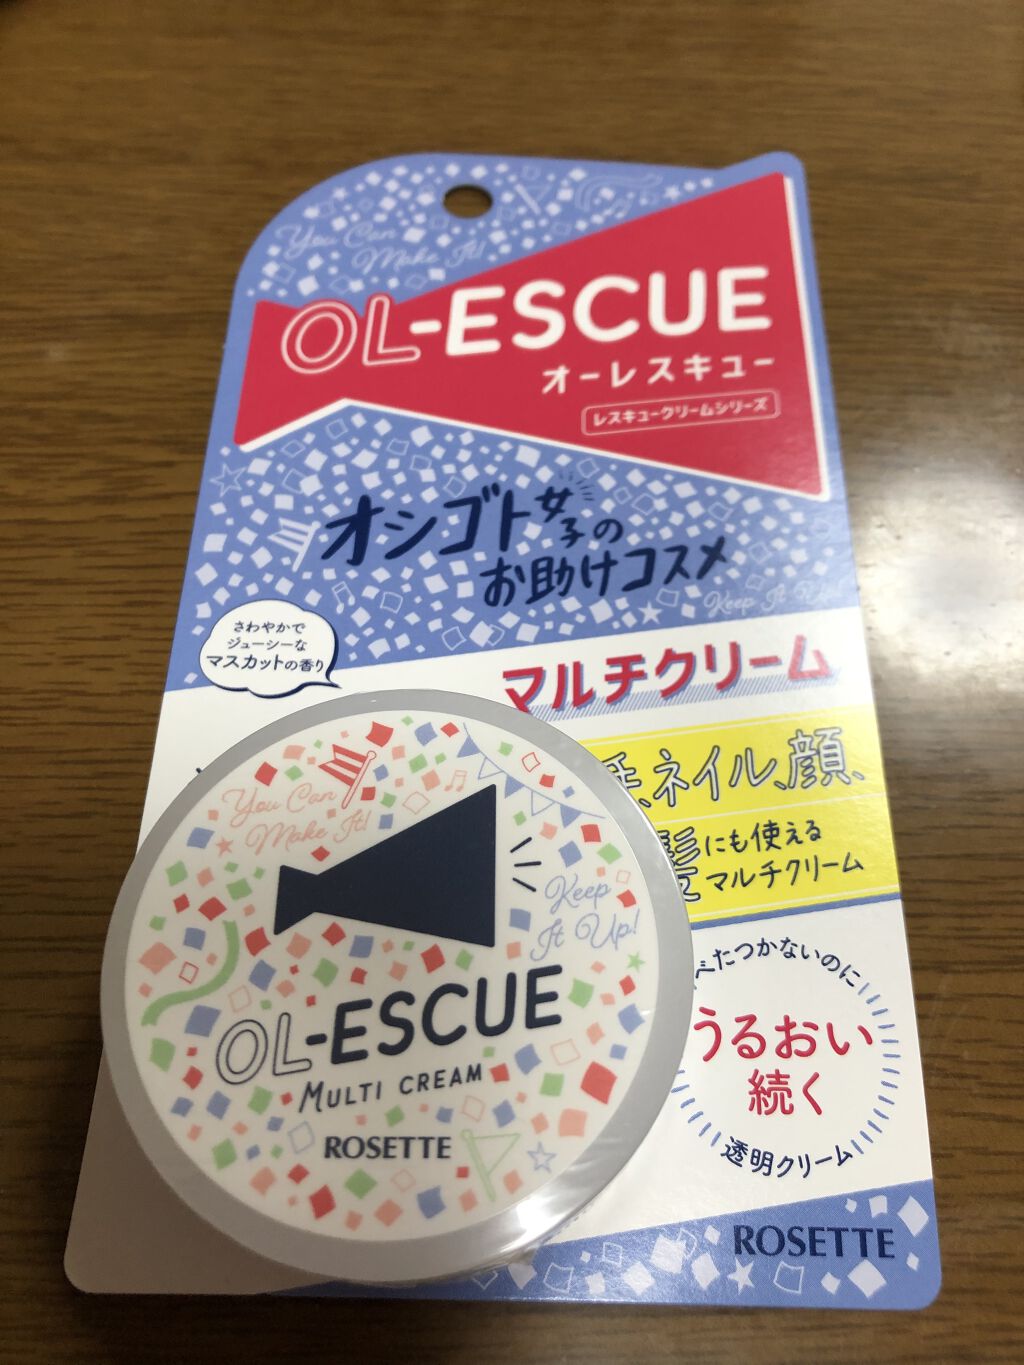 You Can
Make It!
OL-ESCUE
オーレスキュー
レスキュークリームシリーズ
オシゴト女子の
お助けコスメ
Keep It Up!
さわやかで
ジューシーな
マスカットの香り
マルチクリーム
手、ネイル、顔、
髪にも使える
マルチクリーム
べたつかないのに
うるおい
続く
透明クリーム
ROSETTE
You Can
Make It!
Keep
It Up!
OL-ESCUE
MULTI CREAM
ROSETTE